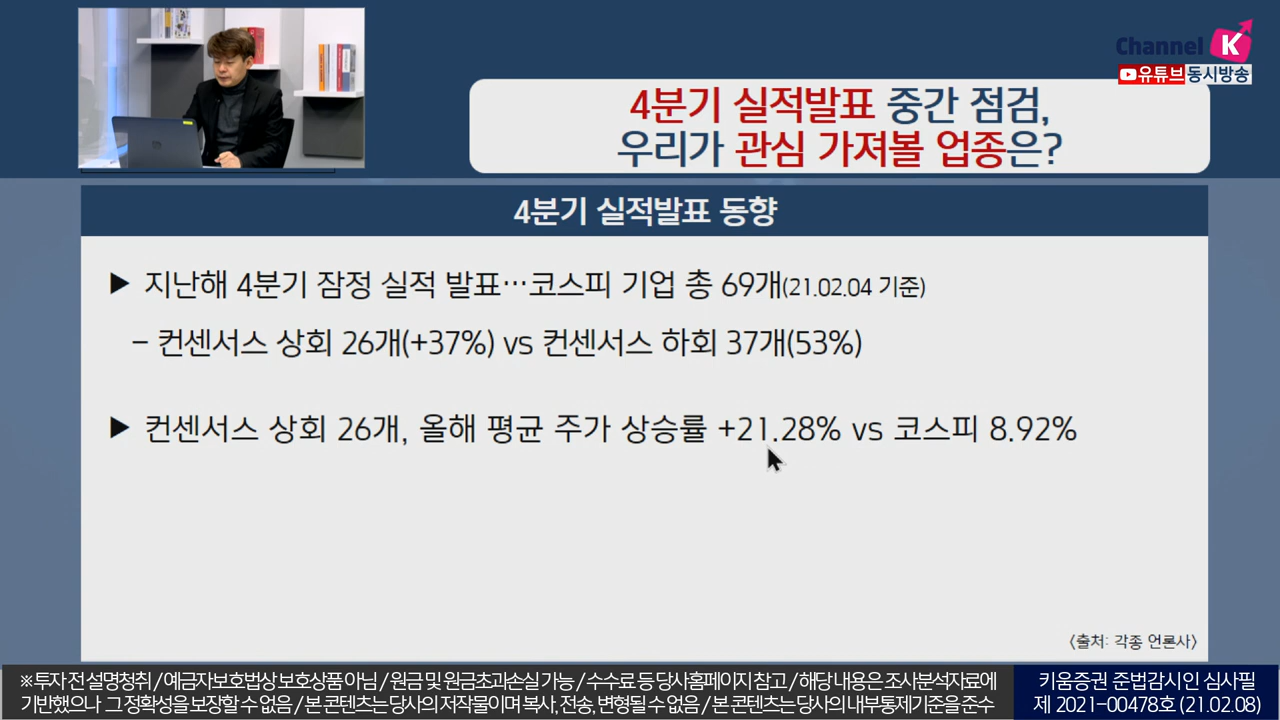 Channel K
유튜브 동시방송
4분기 실적발표 중간 점검,
우리가 관심 가져볼 업종은?
4분기 실적발표 동향
▶ 지난해 4분기 잠정 실적 발표…코스피 기업 총 69개(21.02.04 기준)
– 컨센서스 상회 26개(+37%) vs 컨센서스 하회 37개(53%)
▶ 컨센서스 상회 26개, 올해 평균 주가 상승률 +21.28% vs 코스피 8.92%
<출처: 각종 언론사>
※ 투자 전 설명청취 / 예금자보호법상 보호상품 아님 / 원금 및 원금초과손실 가능 / 수수료 등 당사홈페이지 참고 / 해당 내용은 조사분석자료에
기반했으나 그 정확성을 보장할 수 없음 / 본 콘텐츠는 당사의 저작물이며 복사, 전송, 변형될 수 없음 / 본 콘텐츠는 당사의 내부통제기준을 준수
키움증권 준법감시인 심사필
제 2021-00478호 (21.02.08)